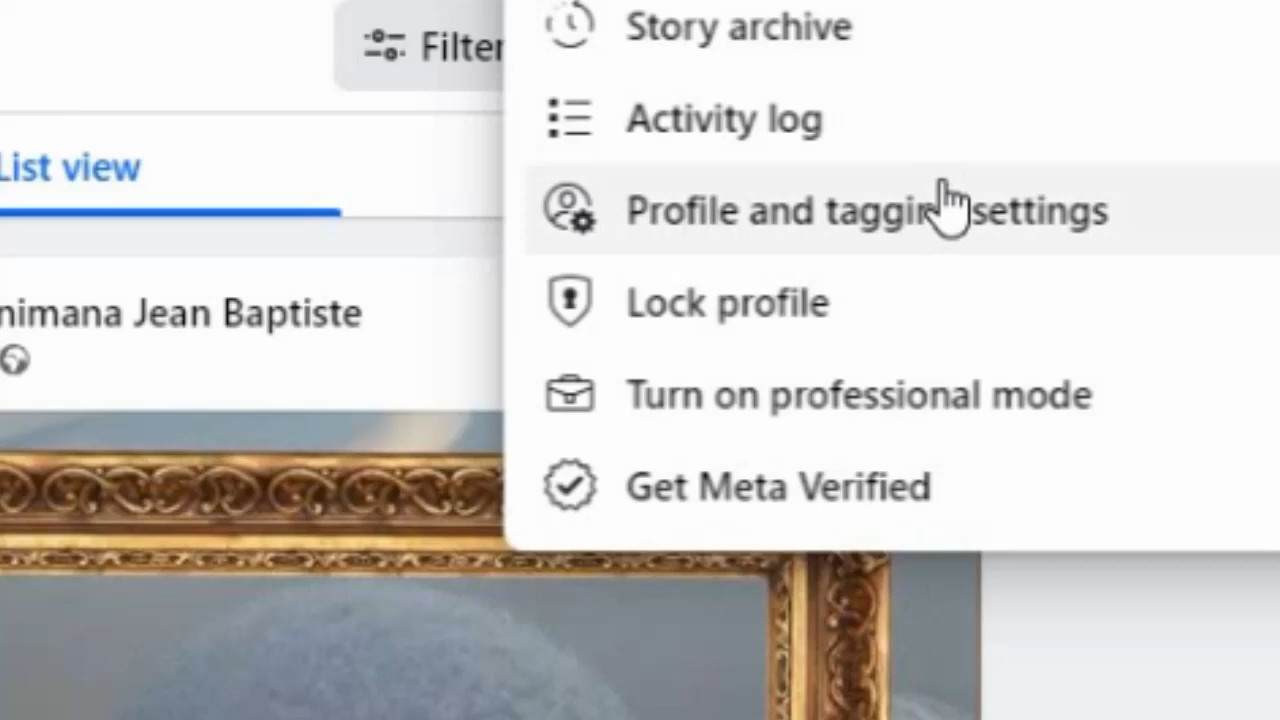 Story archive
Filter
Activity log
List view
Profile and tagging settings
nimana Jean Baptiste
Lock profile
Turn on professional mode
Get Meta Verified